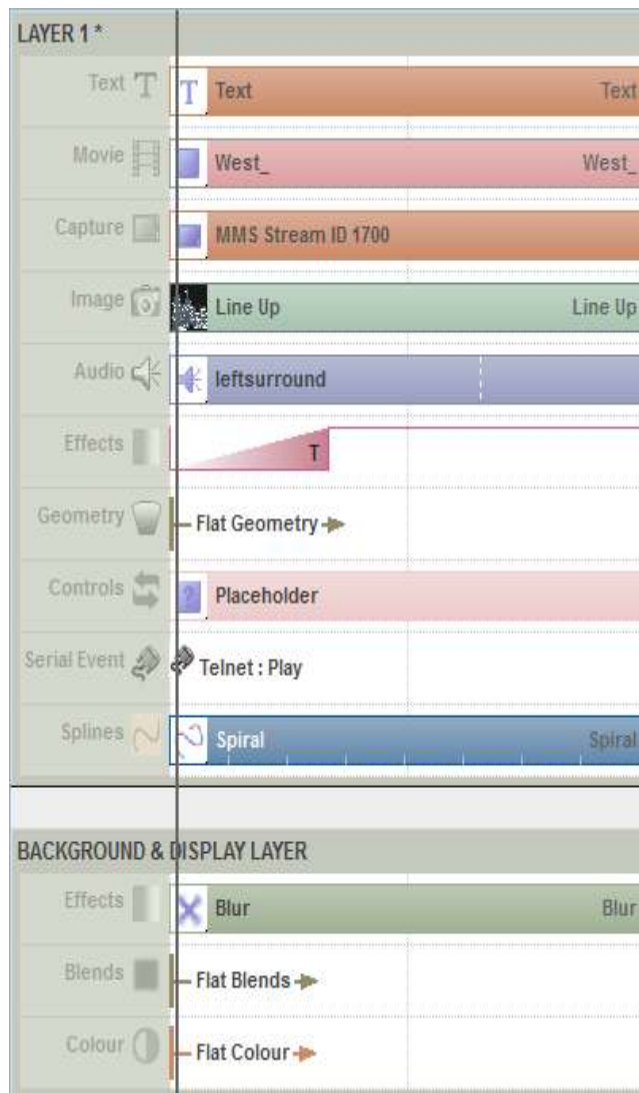 LAYER 1 *
Text T T Text Text
Movie West_ West_
Capture MMS Stream ID 1700
Image Line Up Line Up
Audio leftsurround
Effects T
Geometry Flat Geometry
Controls ? Placeholder
Serial Event Telnet : Play
Splines Spiral Spiral
BACKGROUND & DISPLAY LAYER
Effects Blur Blur
Blends Flat Blends
Colour Flat Colour